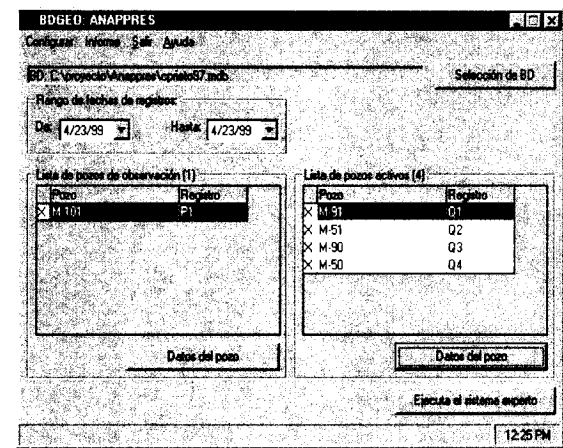 BDGEO: ANAPPRES
Configurar Informe Salir Ayuda
BD: C:\proyecto\Anappres\cprieto87.mdb
Selección de BD
Rango de fechas de registros:
De: 4/23/99 Hasta: 4/23/99
Lista de pozos de observación (1)
Pozo Registro
X M-101 P1
Datos del pozo
Lista de pozos activos (4)
Pozo Registro
X M-91 Q1
X M-51 Q2
X M-90 Q3
X M-50 Q4
Datos del pozo
Ejecuta el sistema experto
12:25 PM